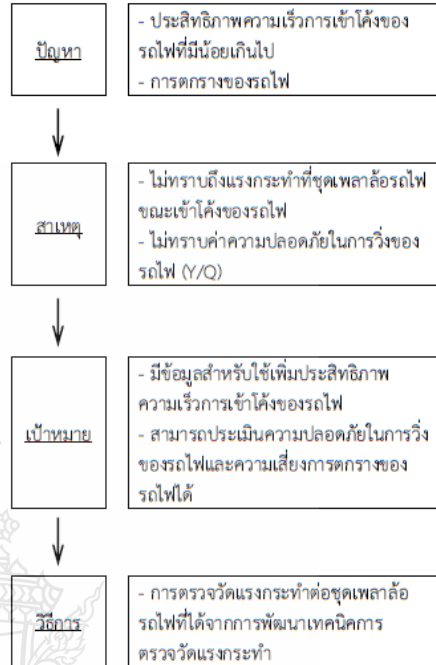 ปัญหา
- ประสิทธิภาพความเร็วการเข้าโค้งของ
รถไฟที่มีน้อยเกินไป
- การตกรางของรถไฟ
สาเหตุ
- ไม่ทราบถึงแรงกระทำที่ชุดเพลาล้อรถไฟ
ขณะเข้าโค้งของรถไฟ
- ไม่ทราบค่าความปลอดภัยในการวิ่งของ
รถไฟ (Y/Q)
เป้าหมาย
- มีข้อมูลสำหรับใช้เพิ่มประสิทธิภาพ
ความเร็วการเข้าโค้งของรถไฟ
- สามารถประเมินความปลอดภัยในการวิ่ง
ของรถไฟและความเสี่ยงการตกรางของ
รถไฟได้
วิธีการ
- การตรวจวัดแรงกระทำต่อชุดเพลาล้อ
รถไฟที่ได้จากการพัฒนาเทคนิคการ
ตรวจวัดแรงกระทำ